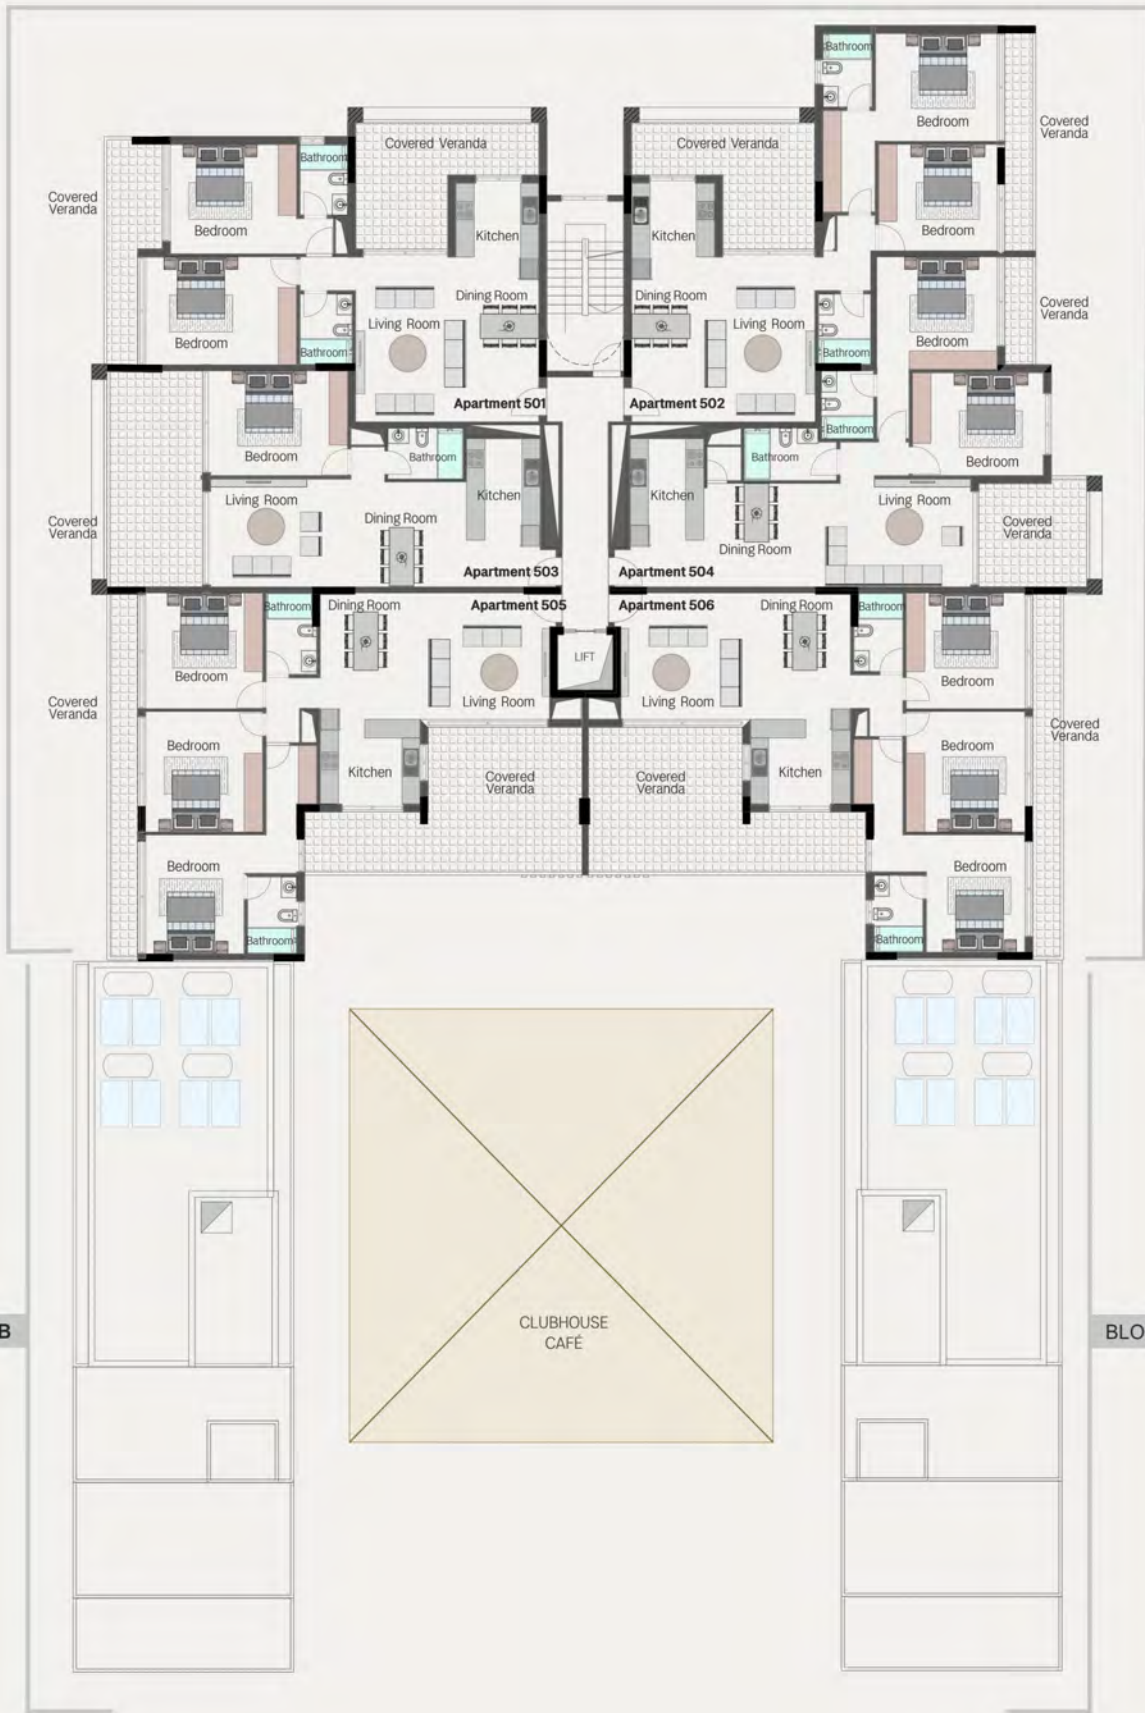 Bathroom
Bedroom
Covered
Veranda
Covered Veranda
Covered Veranda
Bathroom
Covered
Veranda
Bedroom
Kitchen
Kitchen
Bedroom
Dining Room
Dining Room
Covered
Veranda
Living Room
Living Room
Bedroom
Bedroom
Bathroom
Bathroom
Apartment 501
Apartment 502
Bathroom
Bedroom
Bathroom
Bathroom
Bedroom
Living Room
Kitchen
Kitchen
Living Room
Covered
Veranda
Dining Room
Dining Room
Covered
Veranda
Apartment 503
Apartment 504
Bathroom
Dining Room
Apartment 505
Apartment 506
Dining Room
Bathroom
LIFT
Bedroom
Living Room
Living Room
Bedroom
Covered
Veranda
Covered
Veranda
Bedroom
Kitchen
Covered
Veranda
Covered
Veranda
Kitchen
Bedroom
Bedroom
Bedroom
Bathroom
Bathroom
CLUBHOUSE
CAFÉ
B
BLO